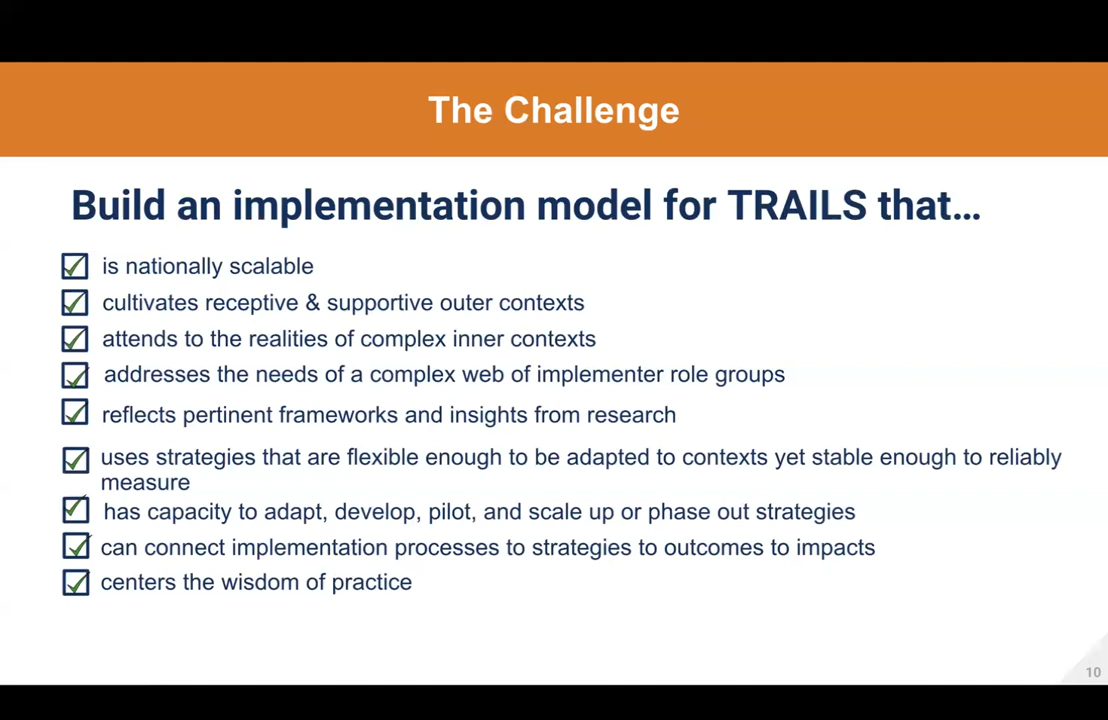 The Challenge
Build an implementation model for TRAILS that…
is nationally scalable
cultivates receptive & supportive outer contexts
attends to the realities of complex inner contexts
addresses the needs of a complex web of implementer role groups
reflects pertinent frameworks and insights from research
uses strategies that are flexible enough to be adapted to contexts yet stable enough to reliably
measure
has capacity to adapt, develop, pilot, and scale up or phase out strategies
can connect implementation processes to strategies to outcomes to impacts
centers the wisdom of practice
10